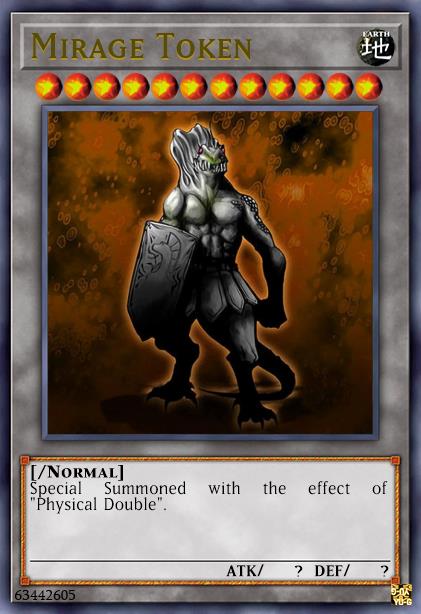 MIRAGE TOKEN
EARTH
地
[/NORMAL]
Special Summoned with the effect of
"Physical Double".
ATK/ ? DEF/ ?
63442605